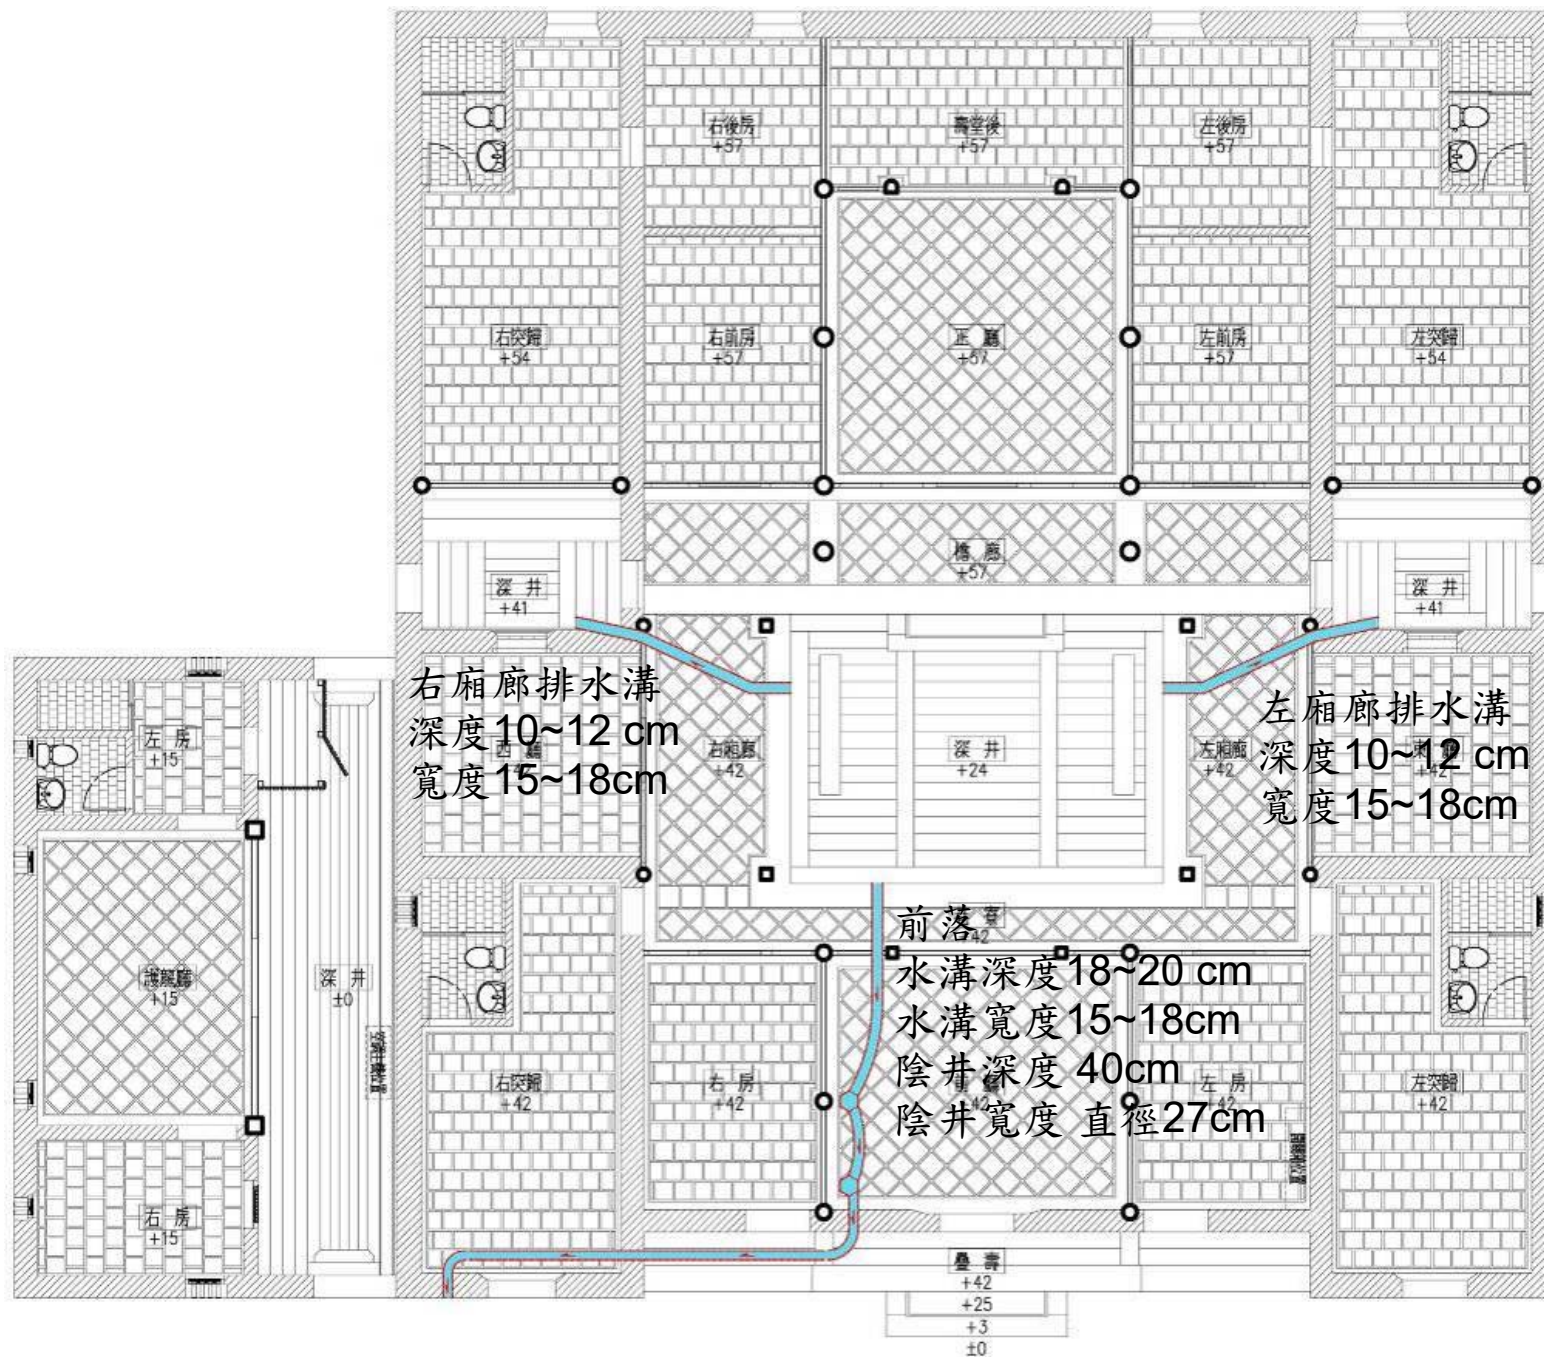 右後房
+57
壽堂後
+57
左後房
+57
右突歸
+54
右前房
+57
正廳
+57
左前房
+57
左突歸
+54
簷廊
+57
深井
+41
深井
+41
右廂廊排水溝
深度10~12 cm
寬度15~18cm
左廂廊排水溝
深度10~12 cm
寬度15~18cm
左房
+15
西廳
右廂廊
+42
深井
+24
左廂廊
+42
+42
護龍廳
+15
深井
±0
前落
水溝深度18~20 cm
水溝寬度15~18cm
陰井深度 40cm
陰井寬度 直徑27cm
+42
右突歸
+42
右房
+42
+42
左房
+42
左突歸
+42
右房
+15
疊壽
+42
+25
+3
±0